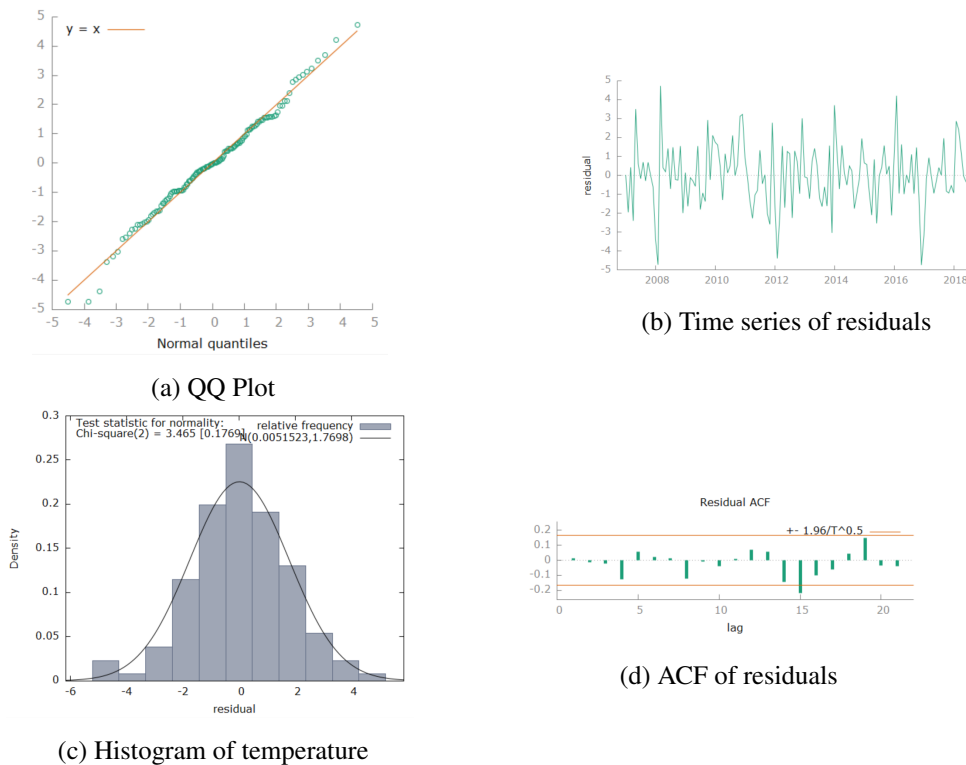 5
4
3
2
1
0
-1
-2
-3
-4
-5
y = x
-5 -4 -3 -2 -1 0 1 2 3 4 5
Normal quantiles
(a) QQ Plot
5
4
3
2
1
0
-1
-2
-3
-4
-5
residual
2008 2010 2012 2014 2016 2018
(b) Time series of residuals
0.3
0.25
0.2
0.15
0.1
0.05
0
Density
Test statistic for normality:
Chi-square(2) = 3.465 [0.1769]
relative frequency
N(0.0051523,1.7698)
-6 -4 -2 0 2 4
residual
(c) Histogram of temperature
Residual ACF
+- 1.96/T^0.5
0.2
0.1
0
-0.1
-0.2
0 5 10 15 20
lag
(d) ACF of residuals